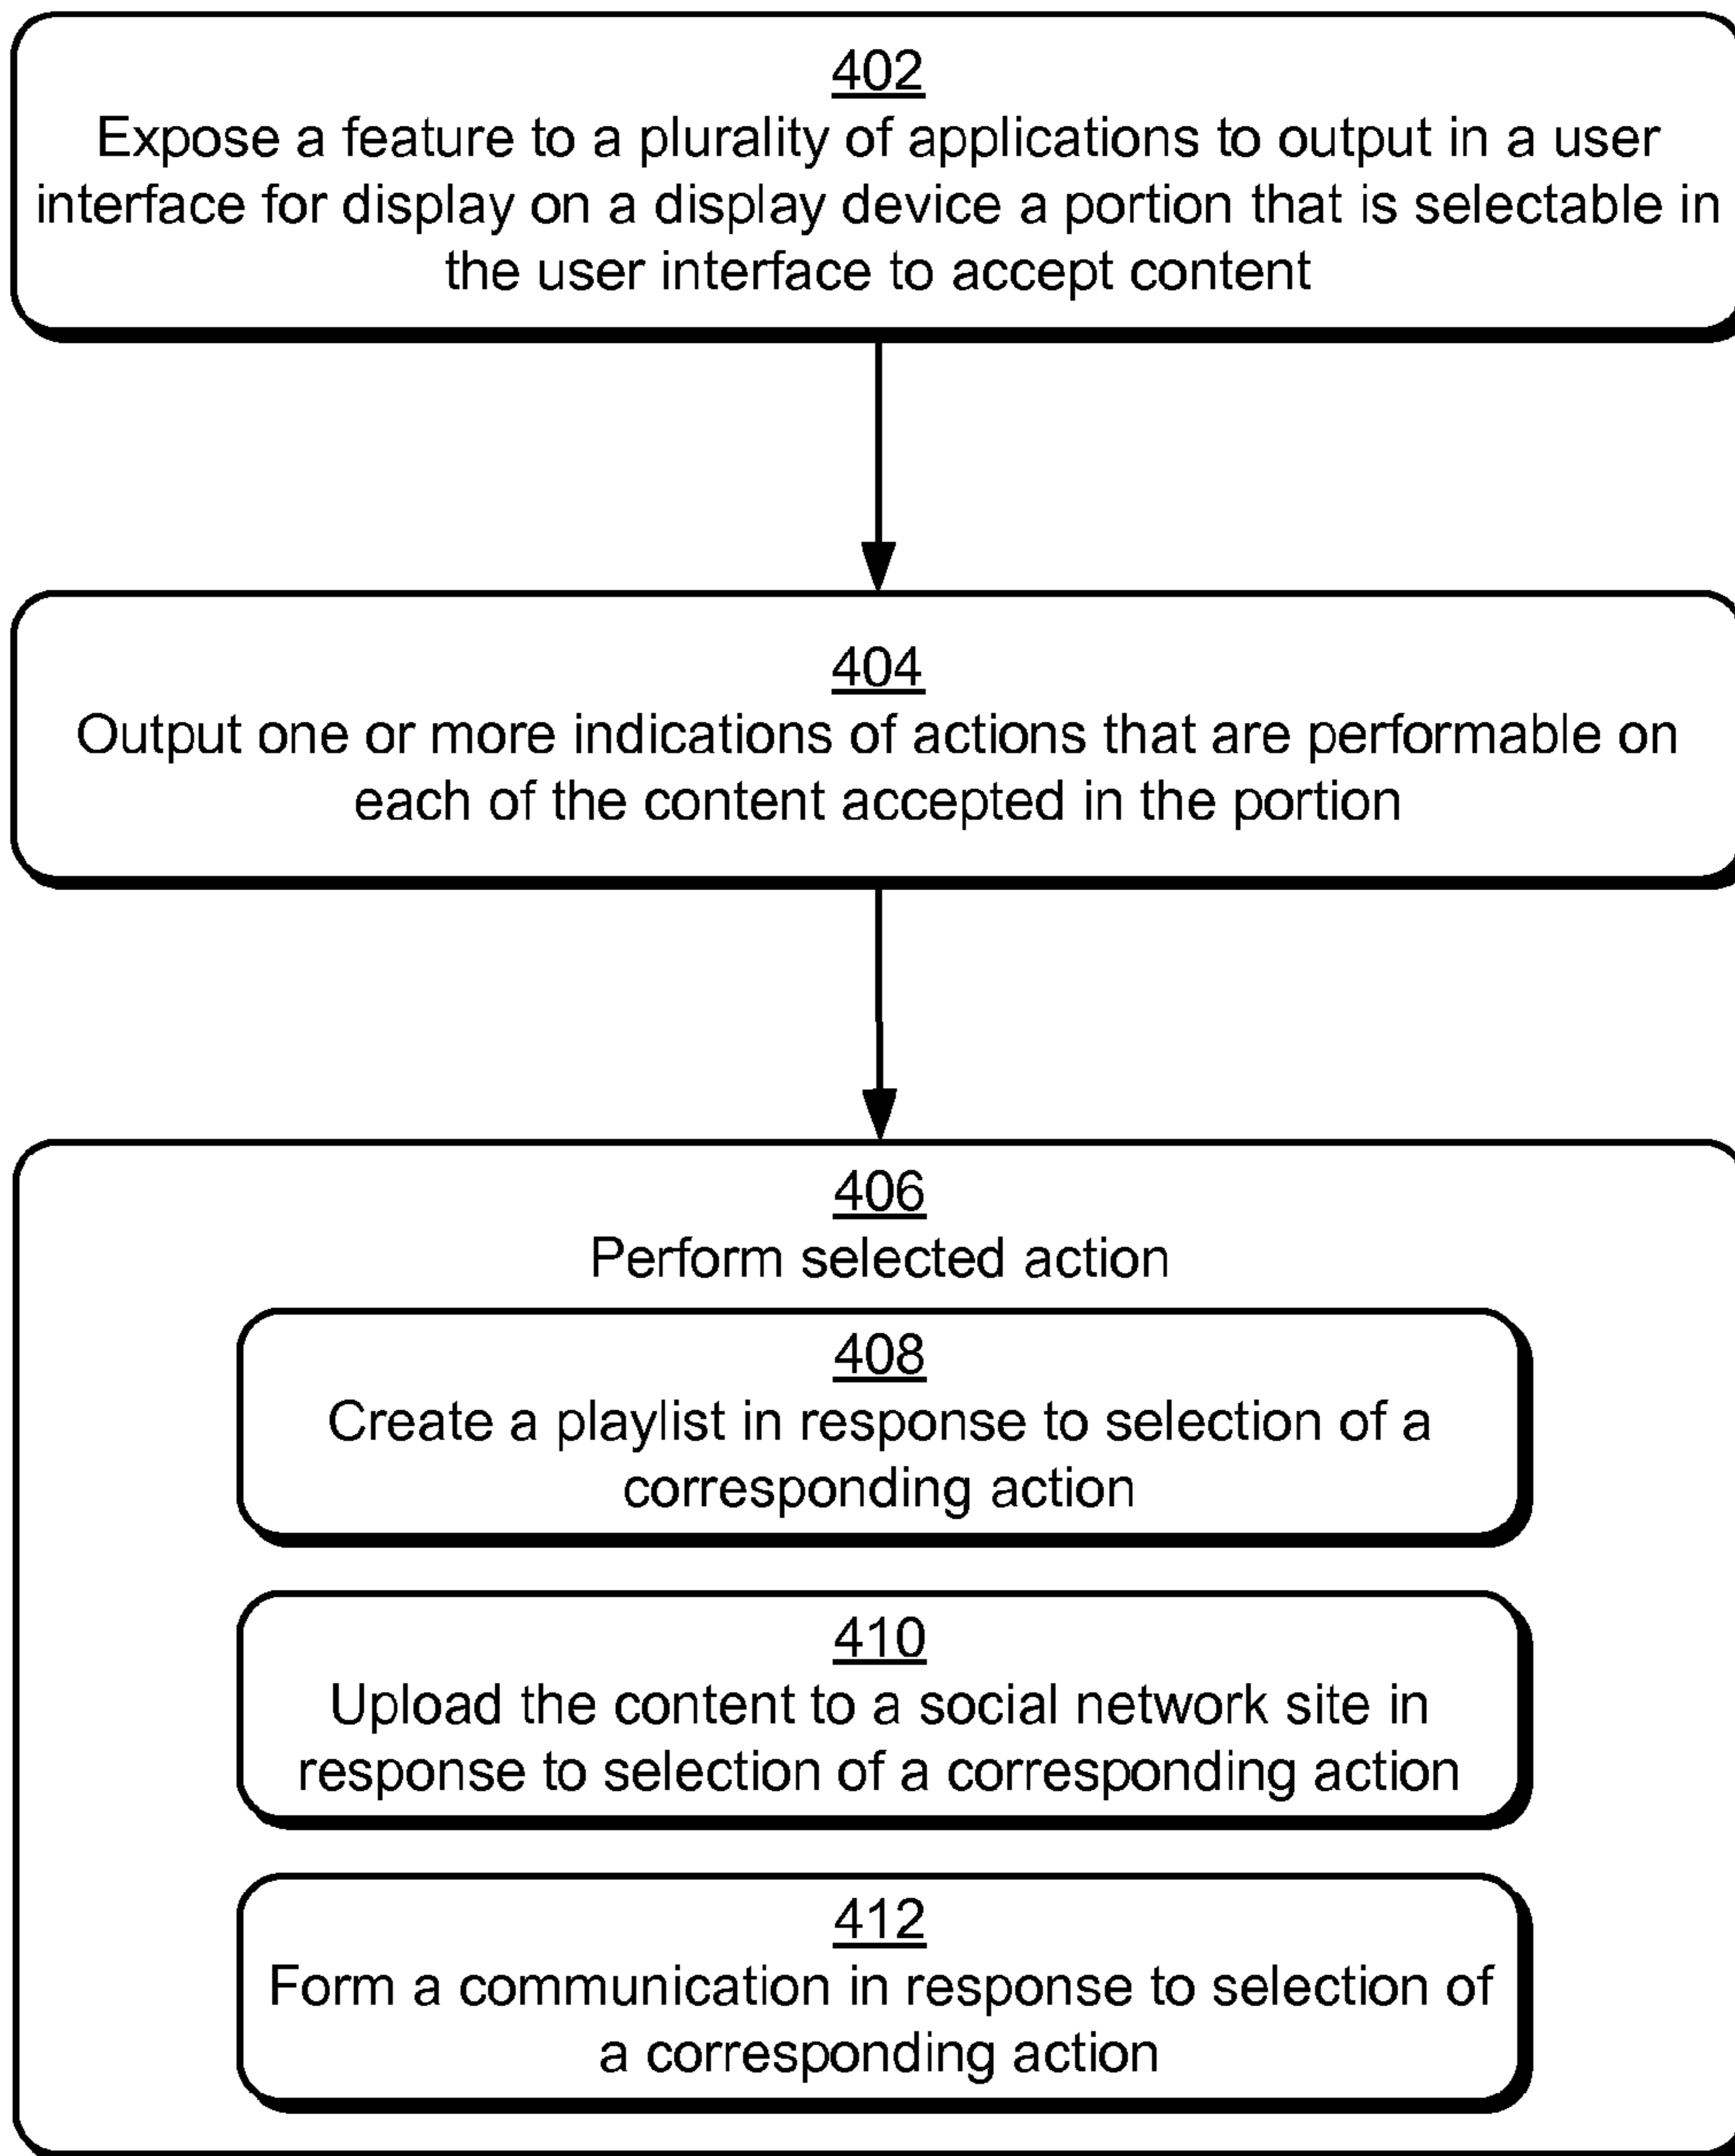 402
Expose a feature to a plurality of applications to output in a user
interface for display on a display device a portion that is selectable in
the user interface to accept content
404
Output one or more indications of actions that are performable on
each of the content accepted in the portion
406
Perform selected action
408
Create a playlist in response to selection of a
corresponding action
410
Upload the content to a social network site in
response to selection of a corresponding action
412
Form a communication in response to selection of
a corresponding action